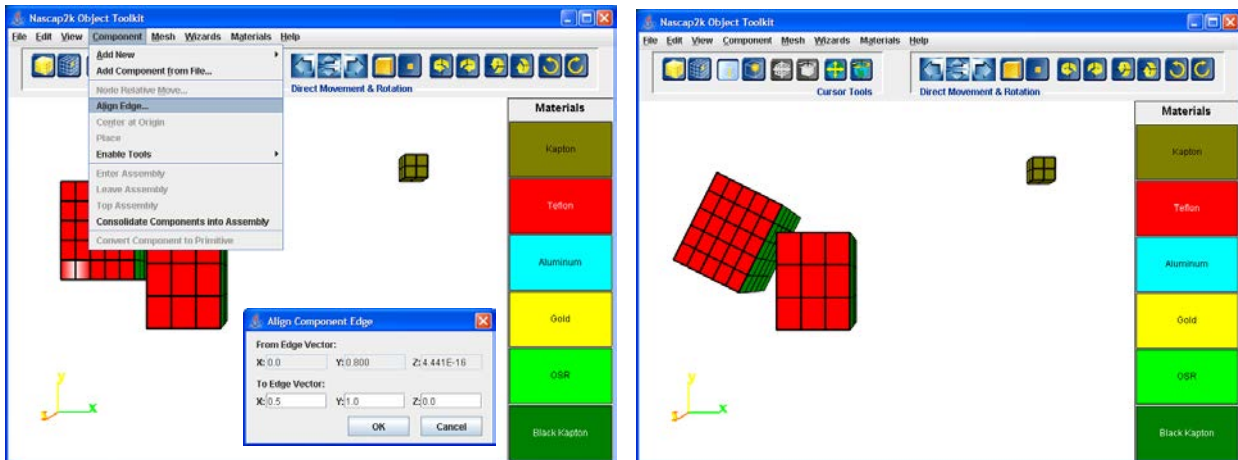 Nascap2k Object Toolkit
File Edit View Component Mesh Wizards Materials Help
Add New
Add Component from File...
Node Relative Move...
Align Edge...
Center at Origin
Place
Enable Tools
Enter Assembly
Leave Assembly
Top Assembly
Consolidate Components into Assembly
Convert Component to Primitive
Direct Movement & Rotation
Materials
Kapton
Teflon
Aluminum
Gold
OSR
Black Kapton
Align Component Edge
From Edge Vector:
X: 0.0 Y: 0.800 Z: 4.441E-16
To Edge Vector:
X: 0.5 Y: 1.0 Z: 0.0
OK Cancel
y
z x
Nascap2k Object Toolkit
File Edit View Component Mesh Wizards Materials Help
Cursor Tools Direct Movement & Rotation
Materials
Kapton
Teflon
Aluminum
Gold
OSR
Black Kapton
y
z x